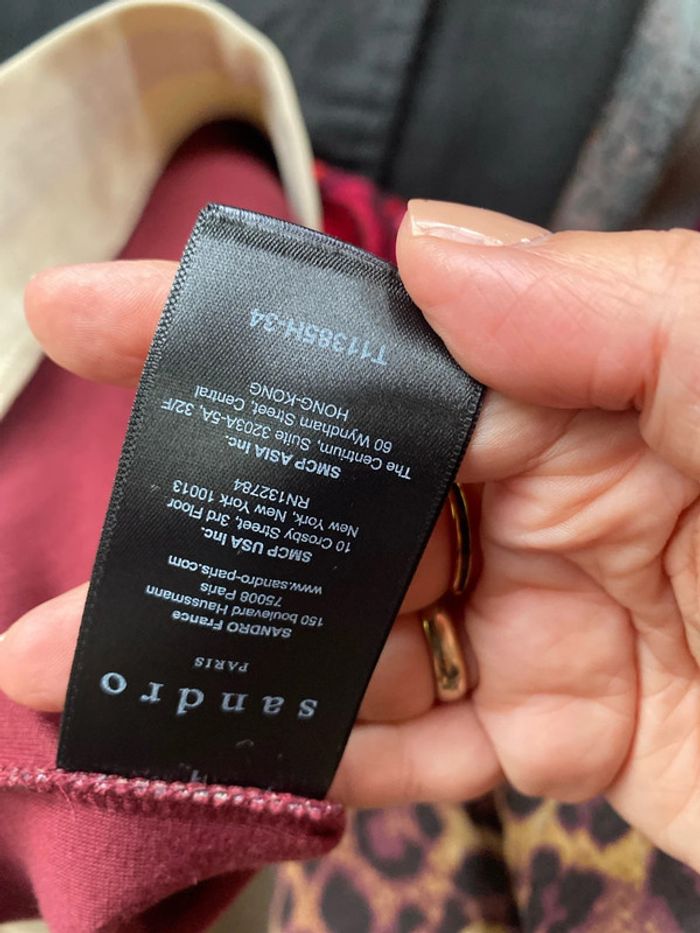 sandro
PARIS
SANDRO France
150 boulevard Haussmann
75008 Paris
www.sandro-paris.com
SMCP USA Inc.
10 Crosby Street, 3rd Floor
New York, New York 10013
RN132784
SMCP ASIA Inc.
The Centrium, Suite 3203A-5A, 32/F
60 Wyndham Street, Central
HONG-KONG
T11385H-34